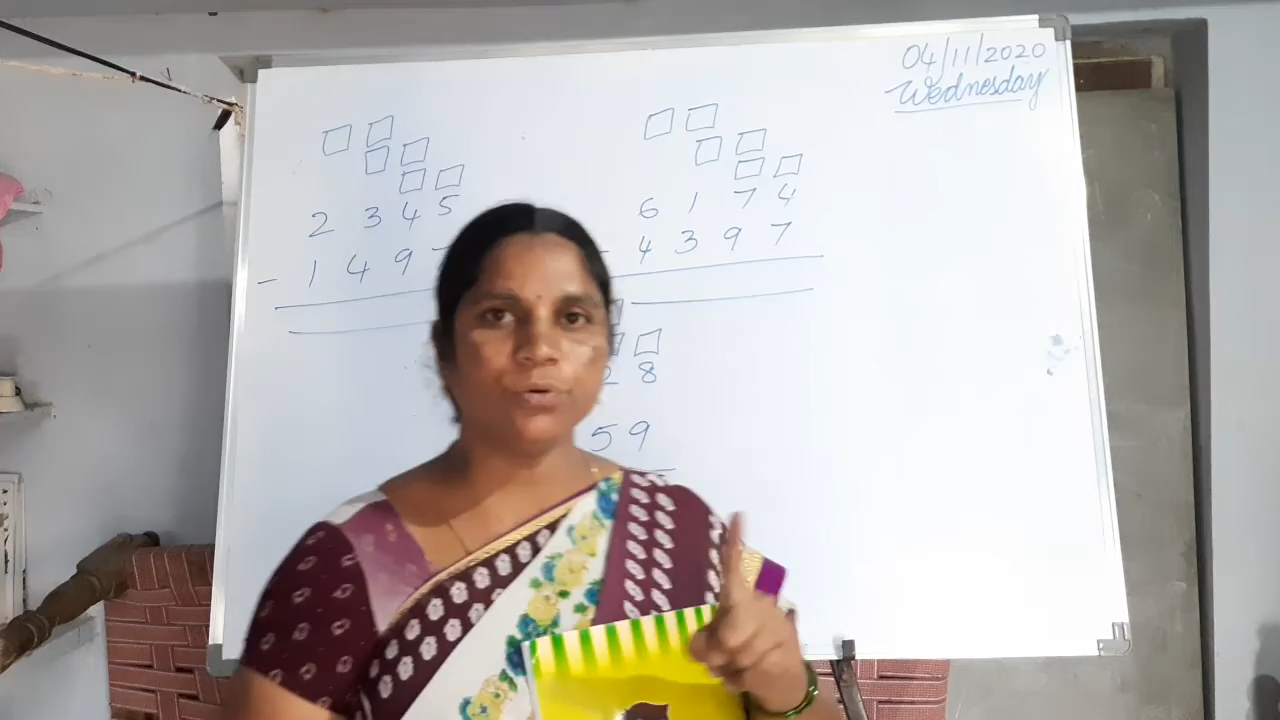 04/11/2020
Wednesday
2 3 4 5
- 1 4 9
6 1 7 4
- 4 3 9 7
2 8
5 9